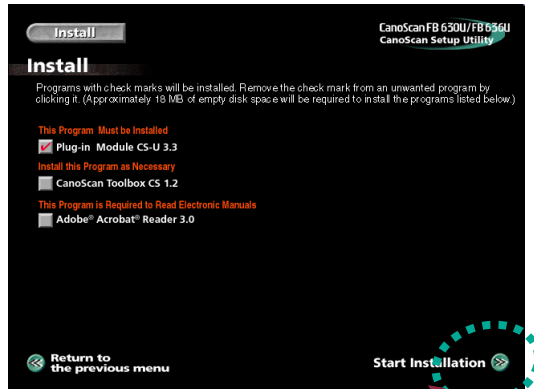 Install
CanoScan FB 630U/FB 636U
CanoScan Setup Utility
Install
Programs with check marks will be installed. Remove the check mark from an unwanted program by
clicking it. (Approximately 18 MB of empty disk space will be required to install the programs listed below.)
This Program Must be Installed
Plug-in Module CS-U 3.3
Install this Program as Necessary
CanoScan Toolbox CS 1.2
This Program is Required to Read Electronic Manuals
Adobe® Acrobat® Reader 3.0
Return to
the previous menu
Start Installation